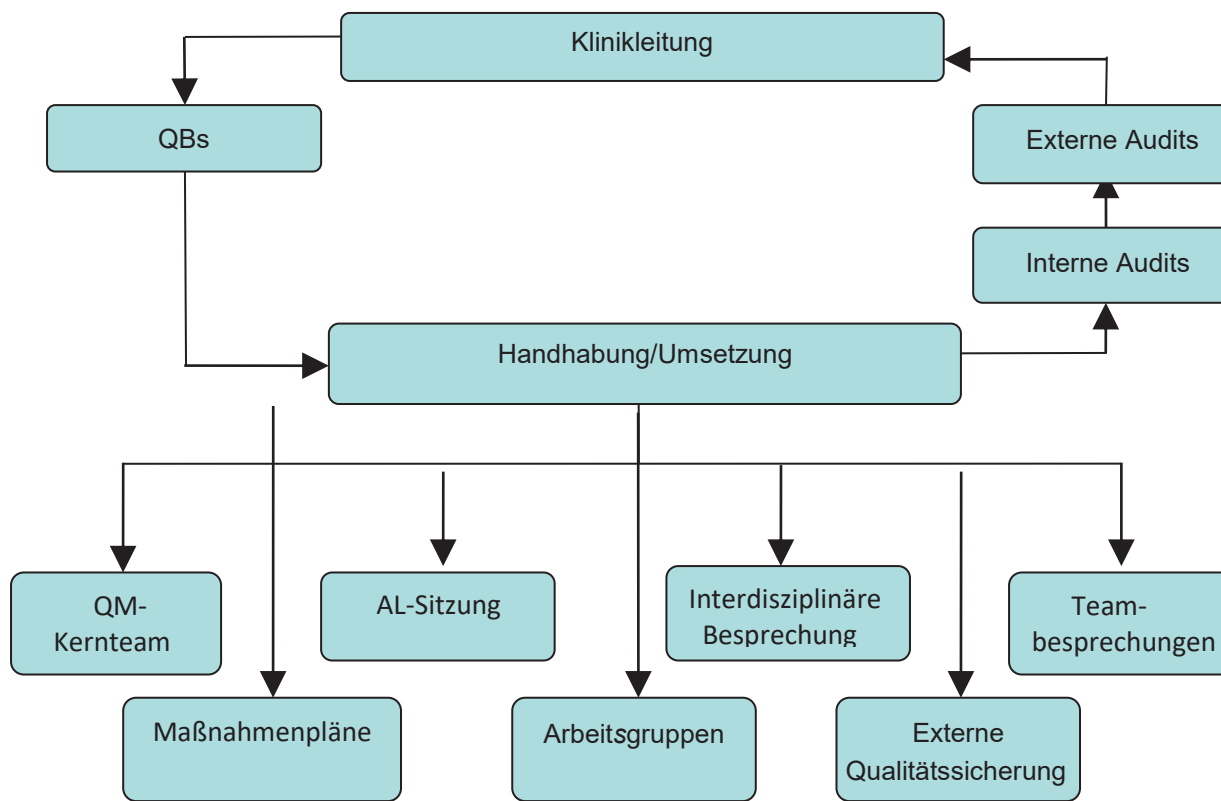 Klinikleitung
QBs
Externe Audits
Interne Audits
Handhabung/Umsetzung
QM-
Kernteam
AL-Sitzung
Interdisziplinäre
Besprechung
Team-
besprechungen
Maßnahmenpläne
Arbeitsgruppen
Externe
Qualitätssicherung